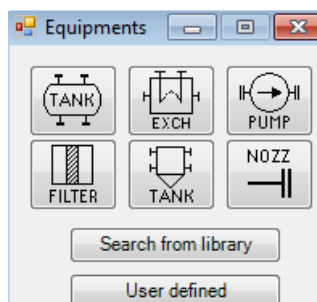 Equipments
TANK EXCH PUMP
FILTER TANK NOZZ
Search from library
User defined